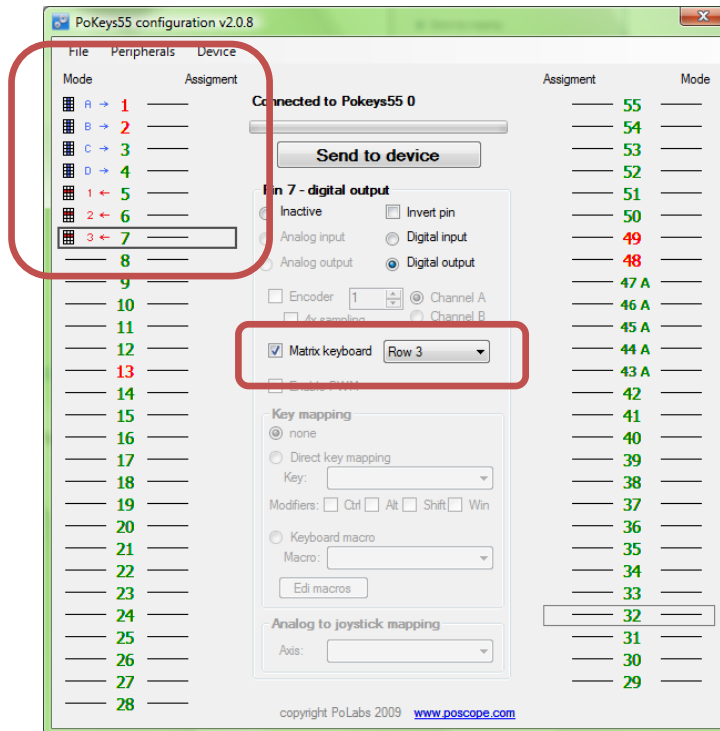 PoKeys55 configuration v2.0.8
File Peripherals Device
Mode Assigment Assigment Mode
Connected to Pokeys55 0
A → 1 55
B → 2 54
C → 3 53
Send to device
D → 4 52
1 ← 5 51
Pin 7 - digital output
2 ← 6 50
Inactive Invert pin
3 ← 7 49
Analog input Digital input
8 48
Analog output Digital output
9 47 A
Encoder 1 Channel A
10 46 A
4x sampling Channel B
11 45 A
12 44 A
Matrix keyboard Row 3
13 43 A
Enable PWM
14 42
15 41
Key mapping
16 40
none
17 39
Direct key mapping
18 38
Key:
19 37
Modifiers: Ctrl Alt Shift Win
20 36
21 35
Keyboard macro
22 34
Macro:
23 33
Edi macros
24 32
Analog to joystick mapping
25 31
26 30
Axis:
27 29
28
copyright PoLabs 2009 www.poscope.com